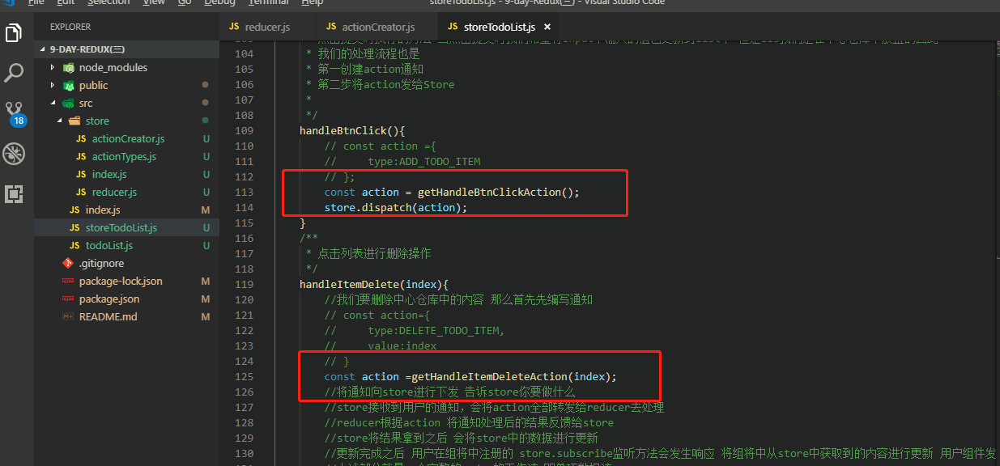 File Edit Selection View Go Debug Terminal Help
storeTodoList.js - 9-day-Redux(三) - Visual Studio Code
EXPLORER
JS reducer.js
JS actionCreator.js
JS storeTodoList.js ×
9-DAY-REDUX(三)
node_modules
public
src
store
JS actionCreator.js U
JS actionTypes.js U
JS index.js U
JS reducer.js U
JS index.js M
JS storeTodoList.js U
JS todoList.js U
.gitignore
package-lock.json M
package.json M
README.md M
18
104 * 我们的处理流程也是
105 * 第一创建action通知
106 * 第二步将action发给Store
107 *
108 */
109 handleBtnClick(){
110 // const action ={
111 // type:ADD_TODO_ITEM
112 // };
113 const action = getHandleBtnClickAction();
114 store.dispatch(action);
115 }
116 /**
117 * 点击列表进行删除操作
118 */
119 handleItemDelete(index){
120 //我们要删除中心仓库中的内容 那么首先先编写通知
121 // const action={
122 // type:DELETE_TODO_ITEM,
123 // value:index
124 // }
125 const action =getHandleItemDeleteAction(index);
126 //将通知向store进行下发 告诉store你要做什么
127 //store接收到用户的通知，会将action全部转发给reducer去处理
128 //reducer根据action 将通知处理后的结果反馈给store
129 //store将结果拿到之后 会将store中的数据进行更新
130 //更新完成之后 用户在组件中注册的 store.subscribe监听方法会发生响应 将组将中从store中获取到的内容进行更新 用户组件发